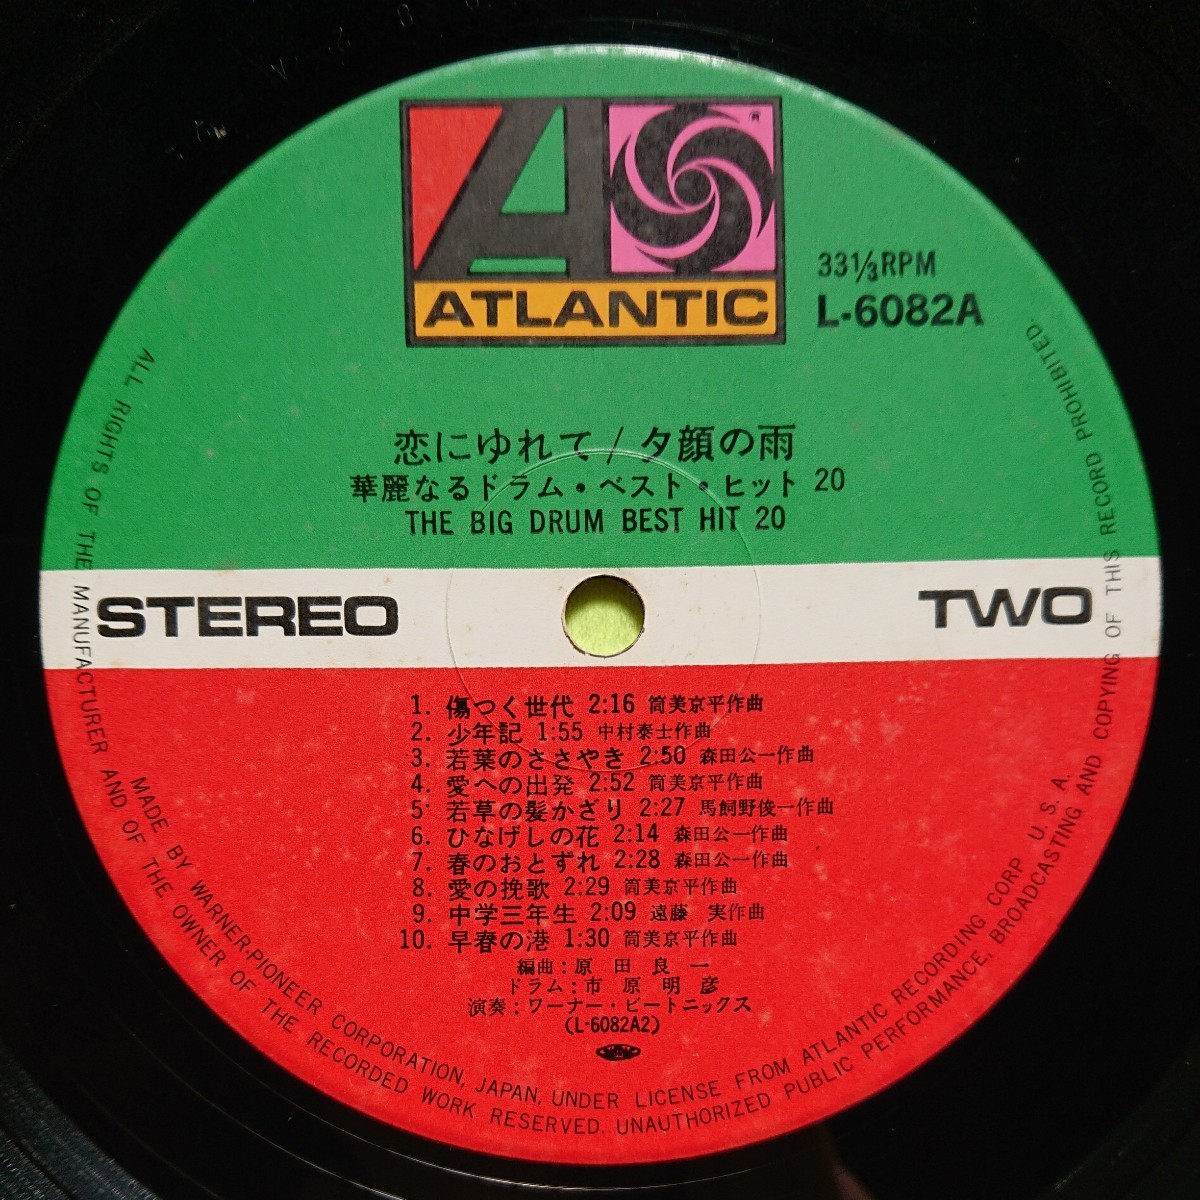 ATLANTIC
33⅓RPM
L-6082A
恋にゆれて/夕顔の雨
華麗なるドラム・ベスト・ヒット 20
THE BIG DRUM BEST HIT 20
STEREO
TWO
1. 傷つく世代 2:16 筒美京平作曲
2. 少年記 1:55 中村泰士作曲
3. 若葉のささやき 2:50 森田公一作曲
4. 愛への出発 2:52 筒美京平作曲
5. 若草の髪かざり 2:27 馬飼野俊一作曲
6. ひなげしの花 2:14 森田公一作曲
7. 春のおとずれ 2:28 森田公一作曲
8. 愛の挽歌 2:29 筒美京平作曲
9. 中学三年生 2:09 遠藤 実作曲
10. 早春の港 1:30 筒美京平作曲
編曲:原田良一
ドラム:市原明彦
演奏:ワーナー・ビートニックス
(L-6082A2)
MADE BY WARNER-PIONEER CORPORATION, JAPAN, UNDER LICENSE FROM ATLANTIC RECORDING CORP. U. S. A.
ALL RIGHTS OF THE MANUFACTURER AND OF THE OWNER OF THE RECORDED WORK RESERVED. UNAUTHORIZED PUBLIC PERFORMANCE, BROADCASTING AND COPYING OF THIS RECORD PROHIBITED.